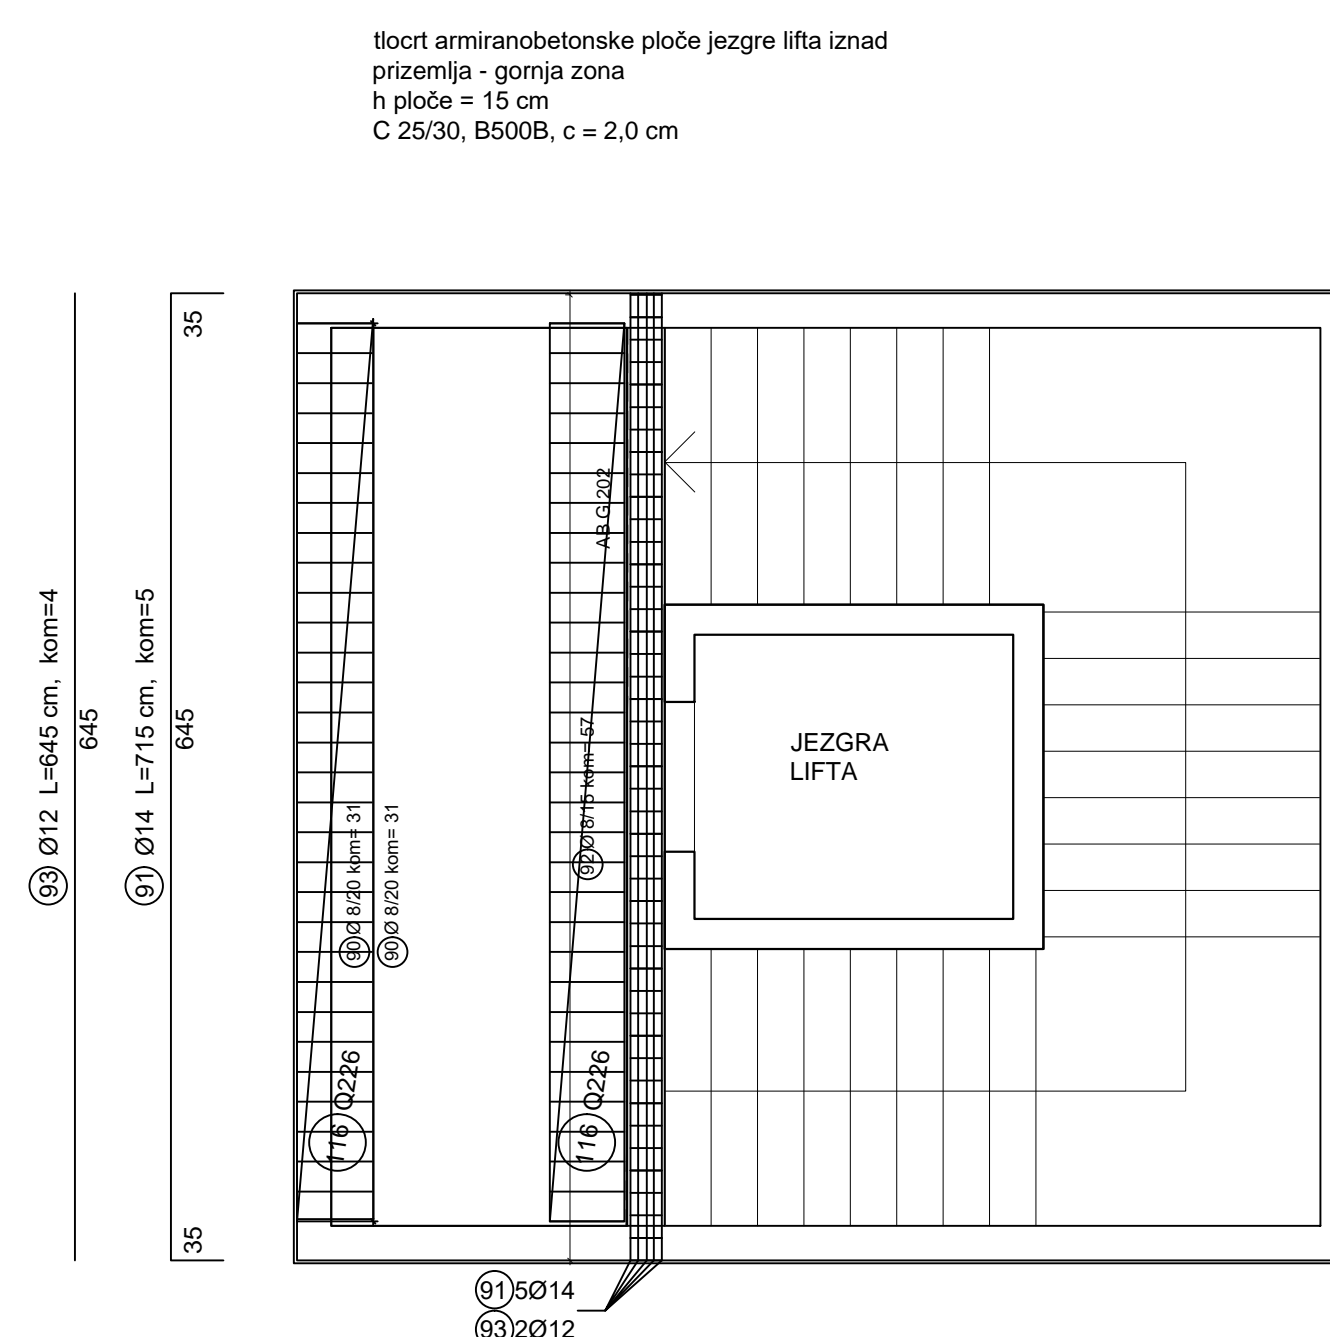 tlocrt armiranobetonske ploče jezgre lifta iznad
prizemlja - gornja zona
h ploče = 15 cm
C 25/30, B500B, c = 2,0 cm
93 Ø12 L=645 cm, kom=4
645
91 Ø14 L=715 cm, kom=5
35
645
35
90 Ø 8/20 kom= 31
90 Ø 8/20 kom= 31
116 Q226
AB G 202
92 Ø 8/15 kom= 57
116 Q226
JEZGRA
LIFTA
91 5Ø14
93 2Ø12